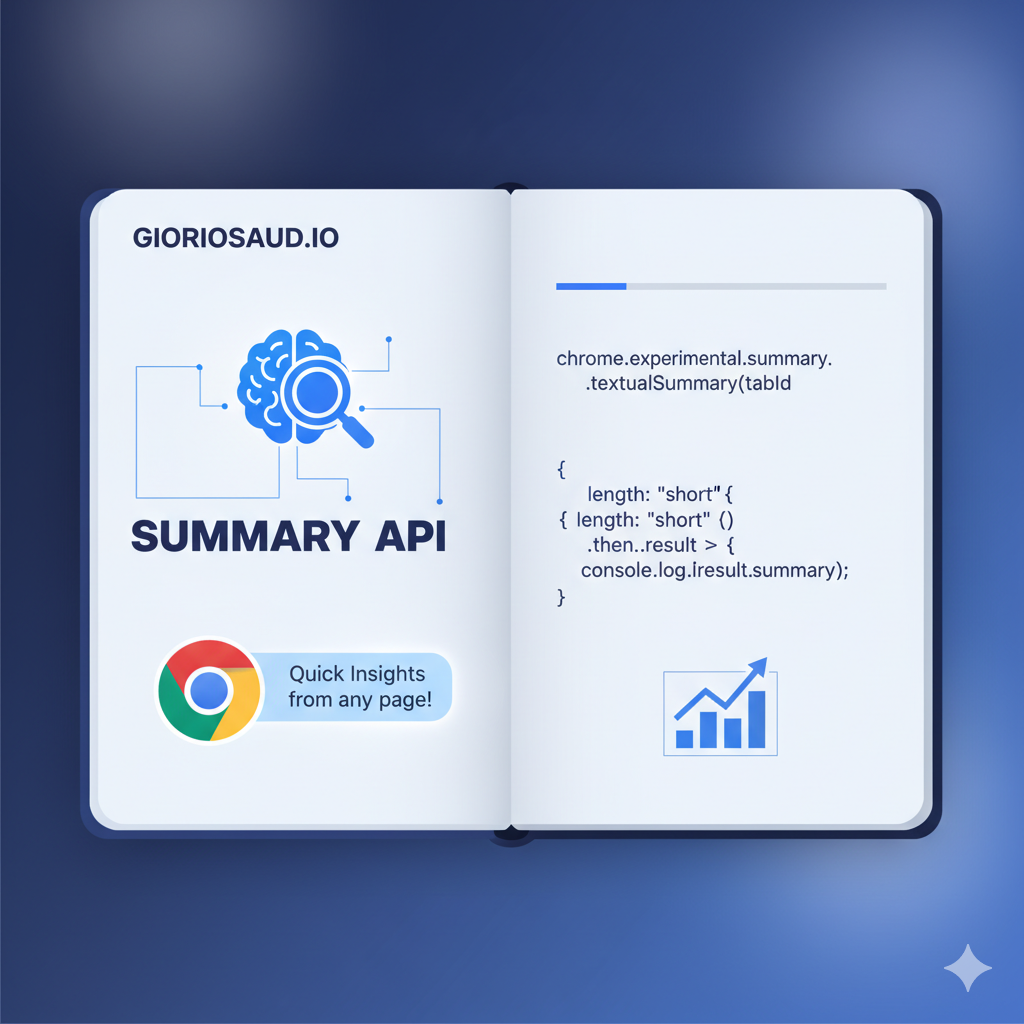 GIORIOSAUD.IO
SUMMARY API
Quick Insights
from any page!
chrome.experimental.summary.
.textualSummary(tabId
{
length: "short" {
{ length: "short" ()
.then..result > {
console.log.iresult.summary);
}